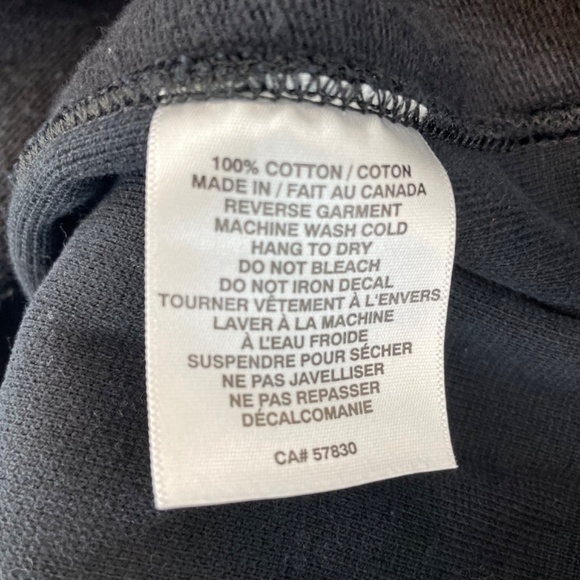 100% COTTON / COTON
MADE IN / FAIT AU CANADA
REVERSE GARMENT
MACHINE WASH COLD
HANG TO DRY
DO NOT BLEACH
DO NOT IRON DECAL
TOURNER VÊTEMENT À L'ENVERS
LAVER À LA MACHINE
À L'EAU FROIDE
SUSPENDRE POUR SÉCHER
NE PAS JAVELLISER
NE PAS REPASSER
DÉCALCOMANIE
CA# 57830